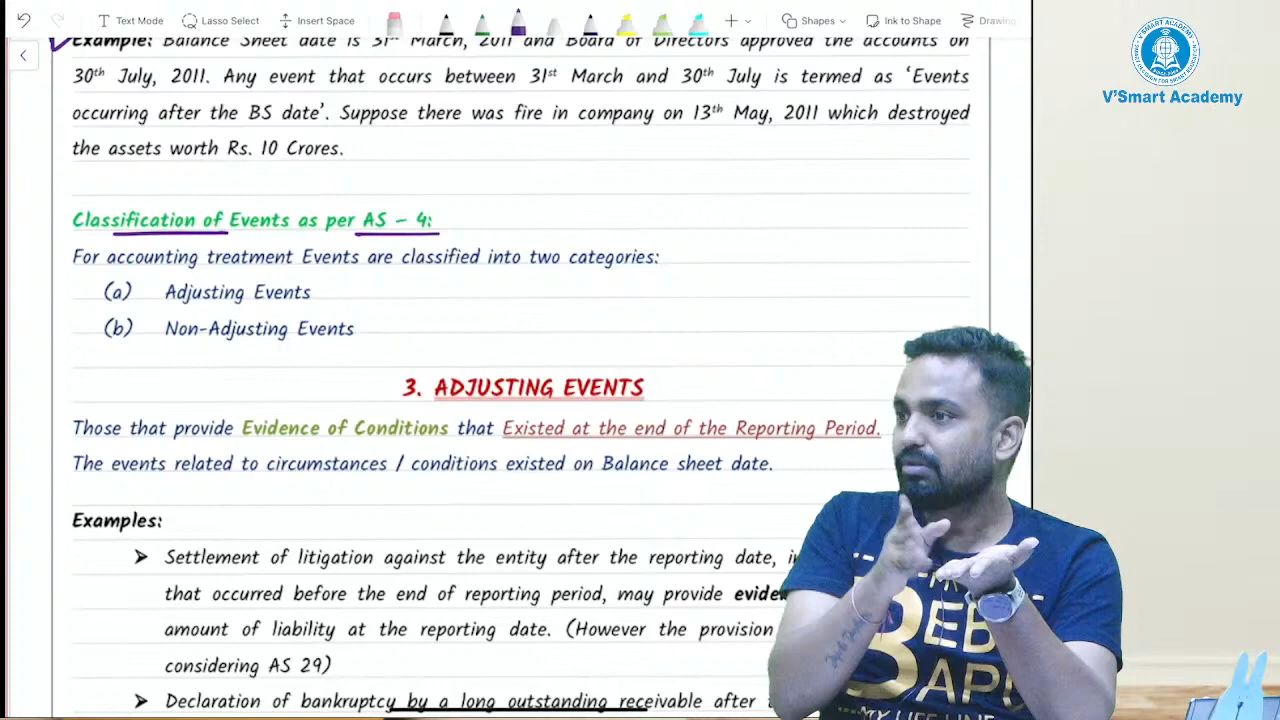 Text Mode Lasso Select Insert Space Shapes Ink to Shape Drawing
Example: Balance Sheet date is 31st March, 2011 and Board of Directors approved the accounts on
30th July, 2011. Any event that occurs between 31st March and 30th July is termed as ‘Events
occurring after the BS date’. Suppose there was fire in company on 13th May, 2011 which destroyed
the assets worth Rs. 10 Crores.
V'Smart Academy
Classification of Events as per AS – 4:
For accounting treatment Events are classified into two categories:
(a) Adjusting Events
(b) Non-Adjusting Events
3. ADJUSTING EVENTS
Those that provide Evidence of Conditions that Existed at the end of the Reporting Period.
The events related to circumstances / conditions existed on Balance sheet date.
Examples:
➤ Settlement of litigation against the entity after the reporting date,
that occurred before the end of reporting period, may provide
amount of liability at the reporting date. (However the provision
considering AS 29)
➤ Declaration of bankruptcy by a long outstanding receivable after